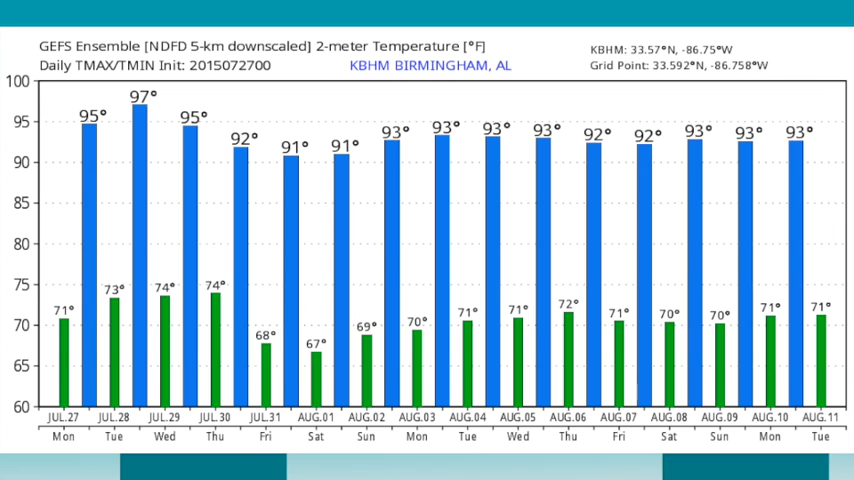 GEFS Ensemble [NDFD 5-km downscaled] 2-meter Temperature [°F]
Daily TMAX/TMIN Init: 2015072700
KBHM BIRMINGHAM, AL
KBHM: 33.57°N, -86.75°W
Grid Point: 33.592°N, -86.758°W
100
95
90
85
80
75
70
65
60
95° 97° 95° 92° 91° 91° 93° 93° 93° 93° 92° 92° 93° 93° 93°
71° 73° 74° 74° 68° 67° 69° 70° 71° 71° 72° 71° 70° 70° 71° 71°
JUL.27 JUL.28 JUL.29 JUL.30 JUL.31 AUG.01 AUG.02 AUG.03 AUG.04 AUG.05 AUG.06 AUG.07 AUG.08 AUG.09 AUG.10 AUG.11
Mon Tue Wed Thu Fri Sat Sun Mon Tue Wed Thu Fri Sat Sun Mon Tue